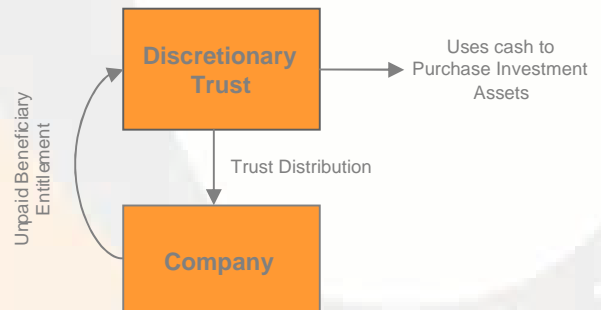 Discretionary
Trust
Uses cash to
Purchase Investment
Assets
Unpaid Beneficiary
Entitlement
Trust Distribution
Company